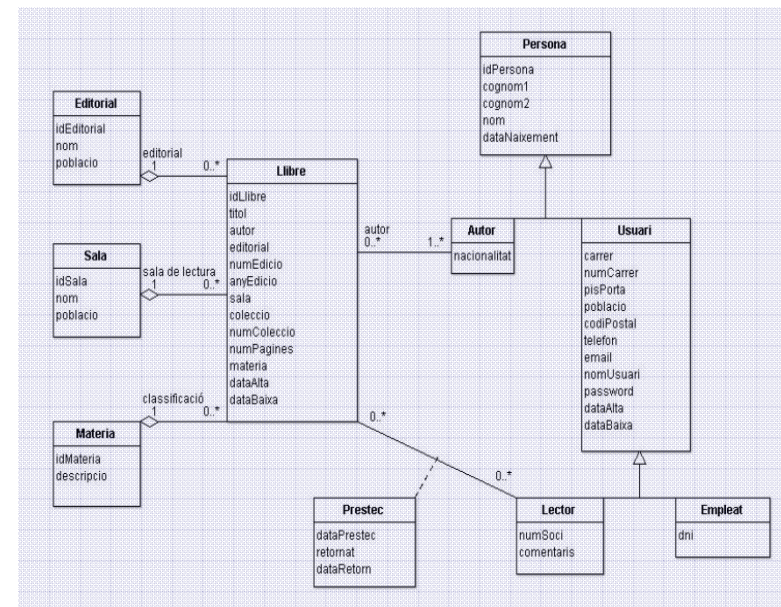 Persona
idPersona
cognom1
cognom2
nom
dataNaixement
Editorial
idEditorial
nom
poblacio
editorial
1
0..*
Llibre
idLlibre
titol
autor
editorial
numEdicio
anyEdicio
sala
coleccio
numColeccio
numPagines
materia
dataAlta
dataBaixa
autor
0..*
1..*
Autor
nacionalitat
Usuari
carrer
numCarrer
pisPorta
poblacio
codiPostal
telefon
email
nomUsuari
password
dataAlta
dataBaixa
Sala
idSala
nom
poblacio
sala de lectura
1
0..*
classificació
1
0..*
Materia
idMateria
descripcio
0..*
0..*
Prestec
dataPrestec
retornat
dataRetorn
Lector
numSoci
comentaris
Empleat
dni